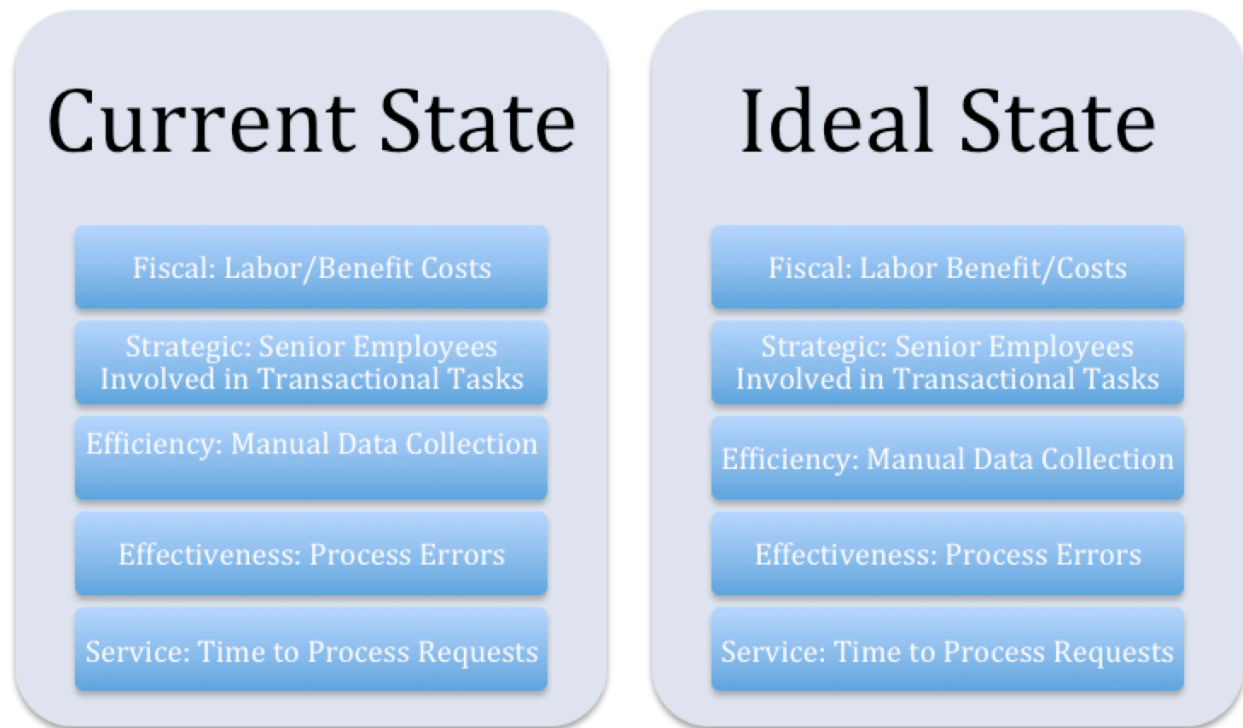 Current State
Fiscal: Labor/Benefit Costs
Strategic: Senior Employees
Involved in Transactional Tasks
Efficiency: Manual Data Collection
Effectiveness: Process Errors
Service: Time to Process Requests
Ideal State
Fiscal: Labor Benefit/Costs
Strategic: Senior Employees
Involved in Transactional Tasks
Efficiency: Manual Data Collection
Effectiveness: Process Errors
Service: Time to Process Requests